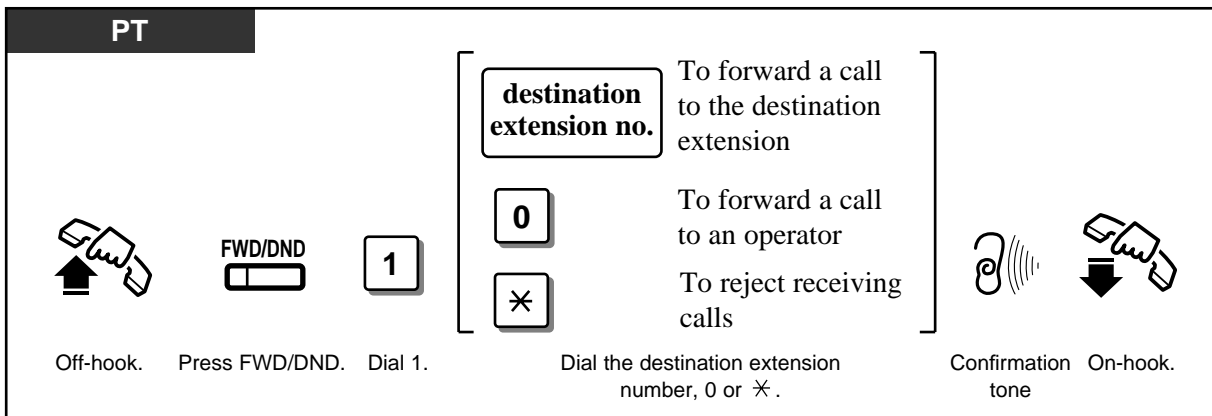 PT
destination
extension no.
To forward a call
to the destination
extension
0
To forward a call
to an operator
FWD/DND
1
✳
To reject receiving
calls
Off-hook.
Press FWD/DND.
Dial 1.
Dial the destination extension
number, 0 or ✳.
Confirmation
tone
On-hook.